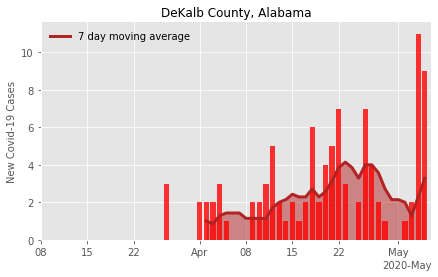 DeKalb County, Alabama
7 day moving average
New Covid-19 Cases
10
8
6
4
2
0
08 15 22 Apr 08 15 22 May
2020-May